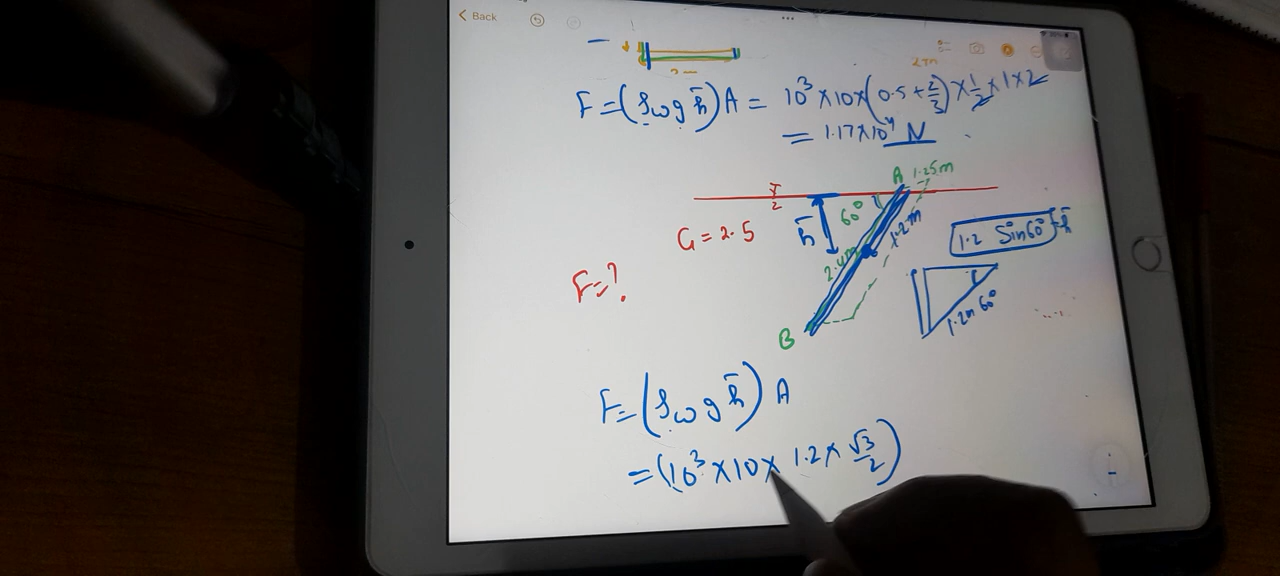 Back
F = (ρωg h̄) A = 10³ × 10 × (0.5 + 2/3) × 1/2 × 1 × 2
= 1.17 × 10⁴ N
A 1.25m
G = 2.5
h̄
60°
1.2m
1.2 Sin60° = h̄
2.4m
F = ?
1.2m 60°
B
F = (ρωg h̄) A
= (10³ × 10 × 1.2 × √3/2)